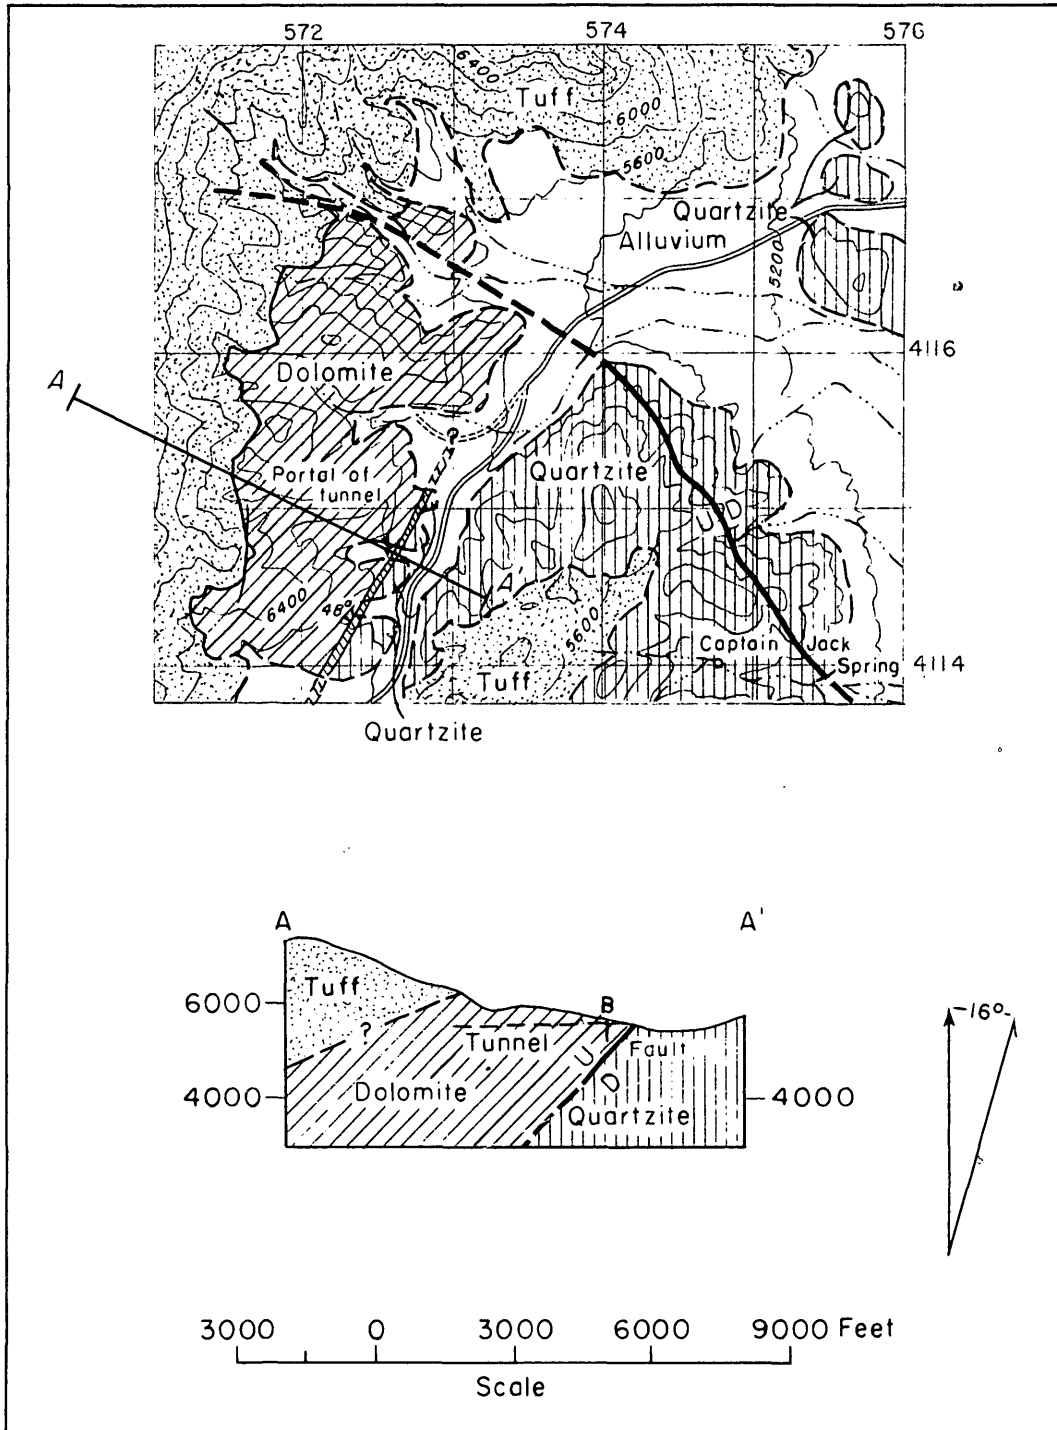 572 574 576
6400
Tuff
6000
5600
Quartzite
Alluvium
5200
4116
A
Dolomite
?
Portal of
tunnel
Quartzite
U D
A'
6400
48°
5600
Captain Jack
Spring
4114
Tuff
Quartzite
A A'
Tuff
6000
B
?
Tunnel
U
Fault
D
4000
Dolomite
Quartzite
4000
16°
3000 0 3000 6000 9000 Feet
Scale